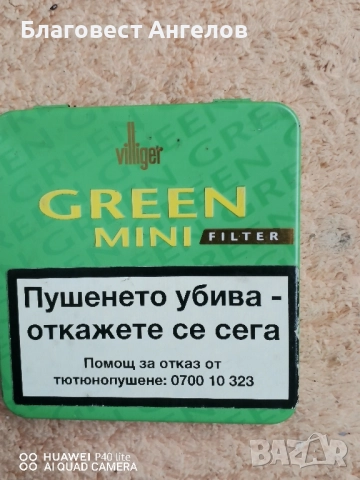 Благовест Ангелов
villiger
GREEN
MINI FILTER
Пушенето убива -
откажете се сега
Помощ за отказ от
тютюнопушене: 0700 10 323
HUAWEI P40 lite
AI QUAD CAMERA
BAZAR